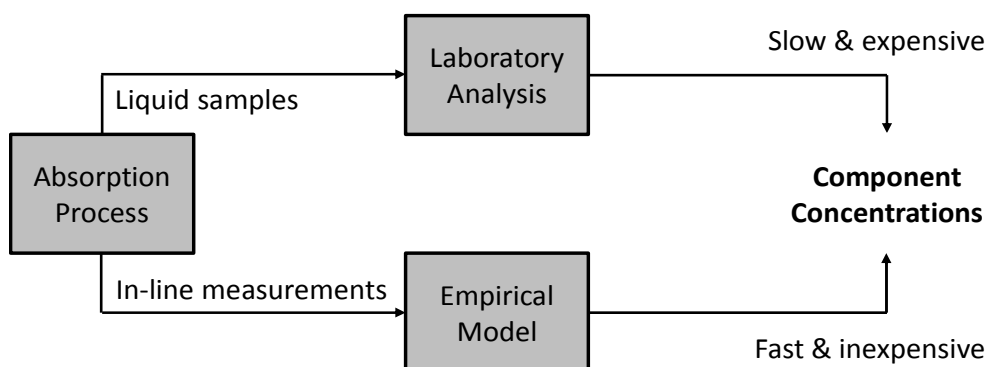 Slow & expensive
Laboratory
Analysis
Liquid samples
Absorption
Process
Component
Concentrations
In-line measurements
Empirical
Model
Fast & inexpensive